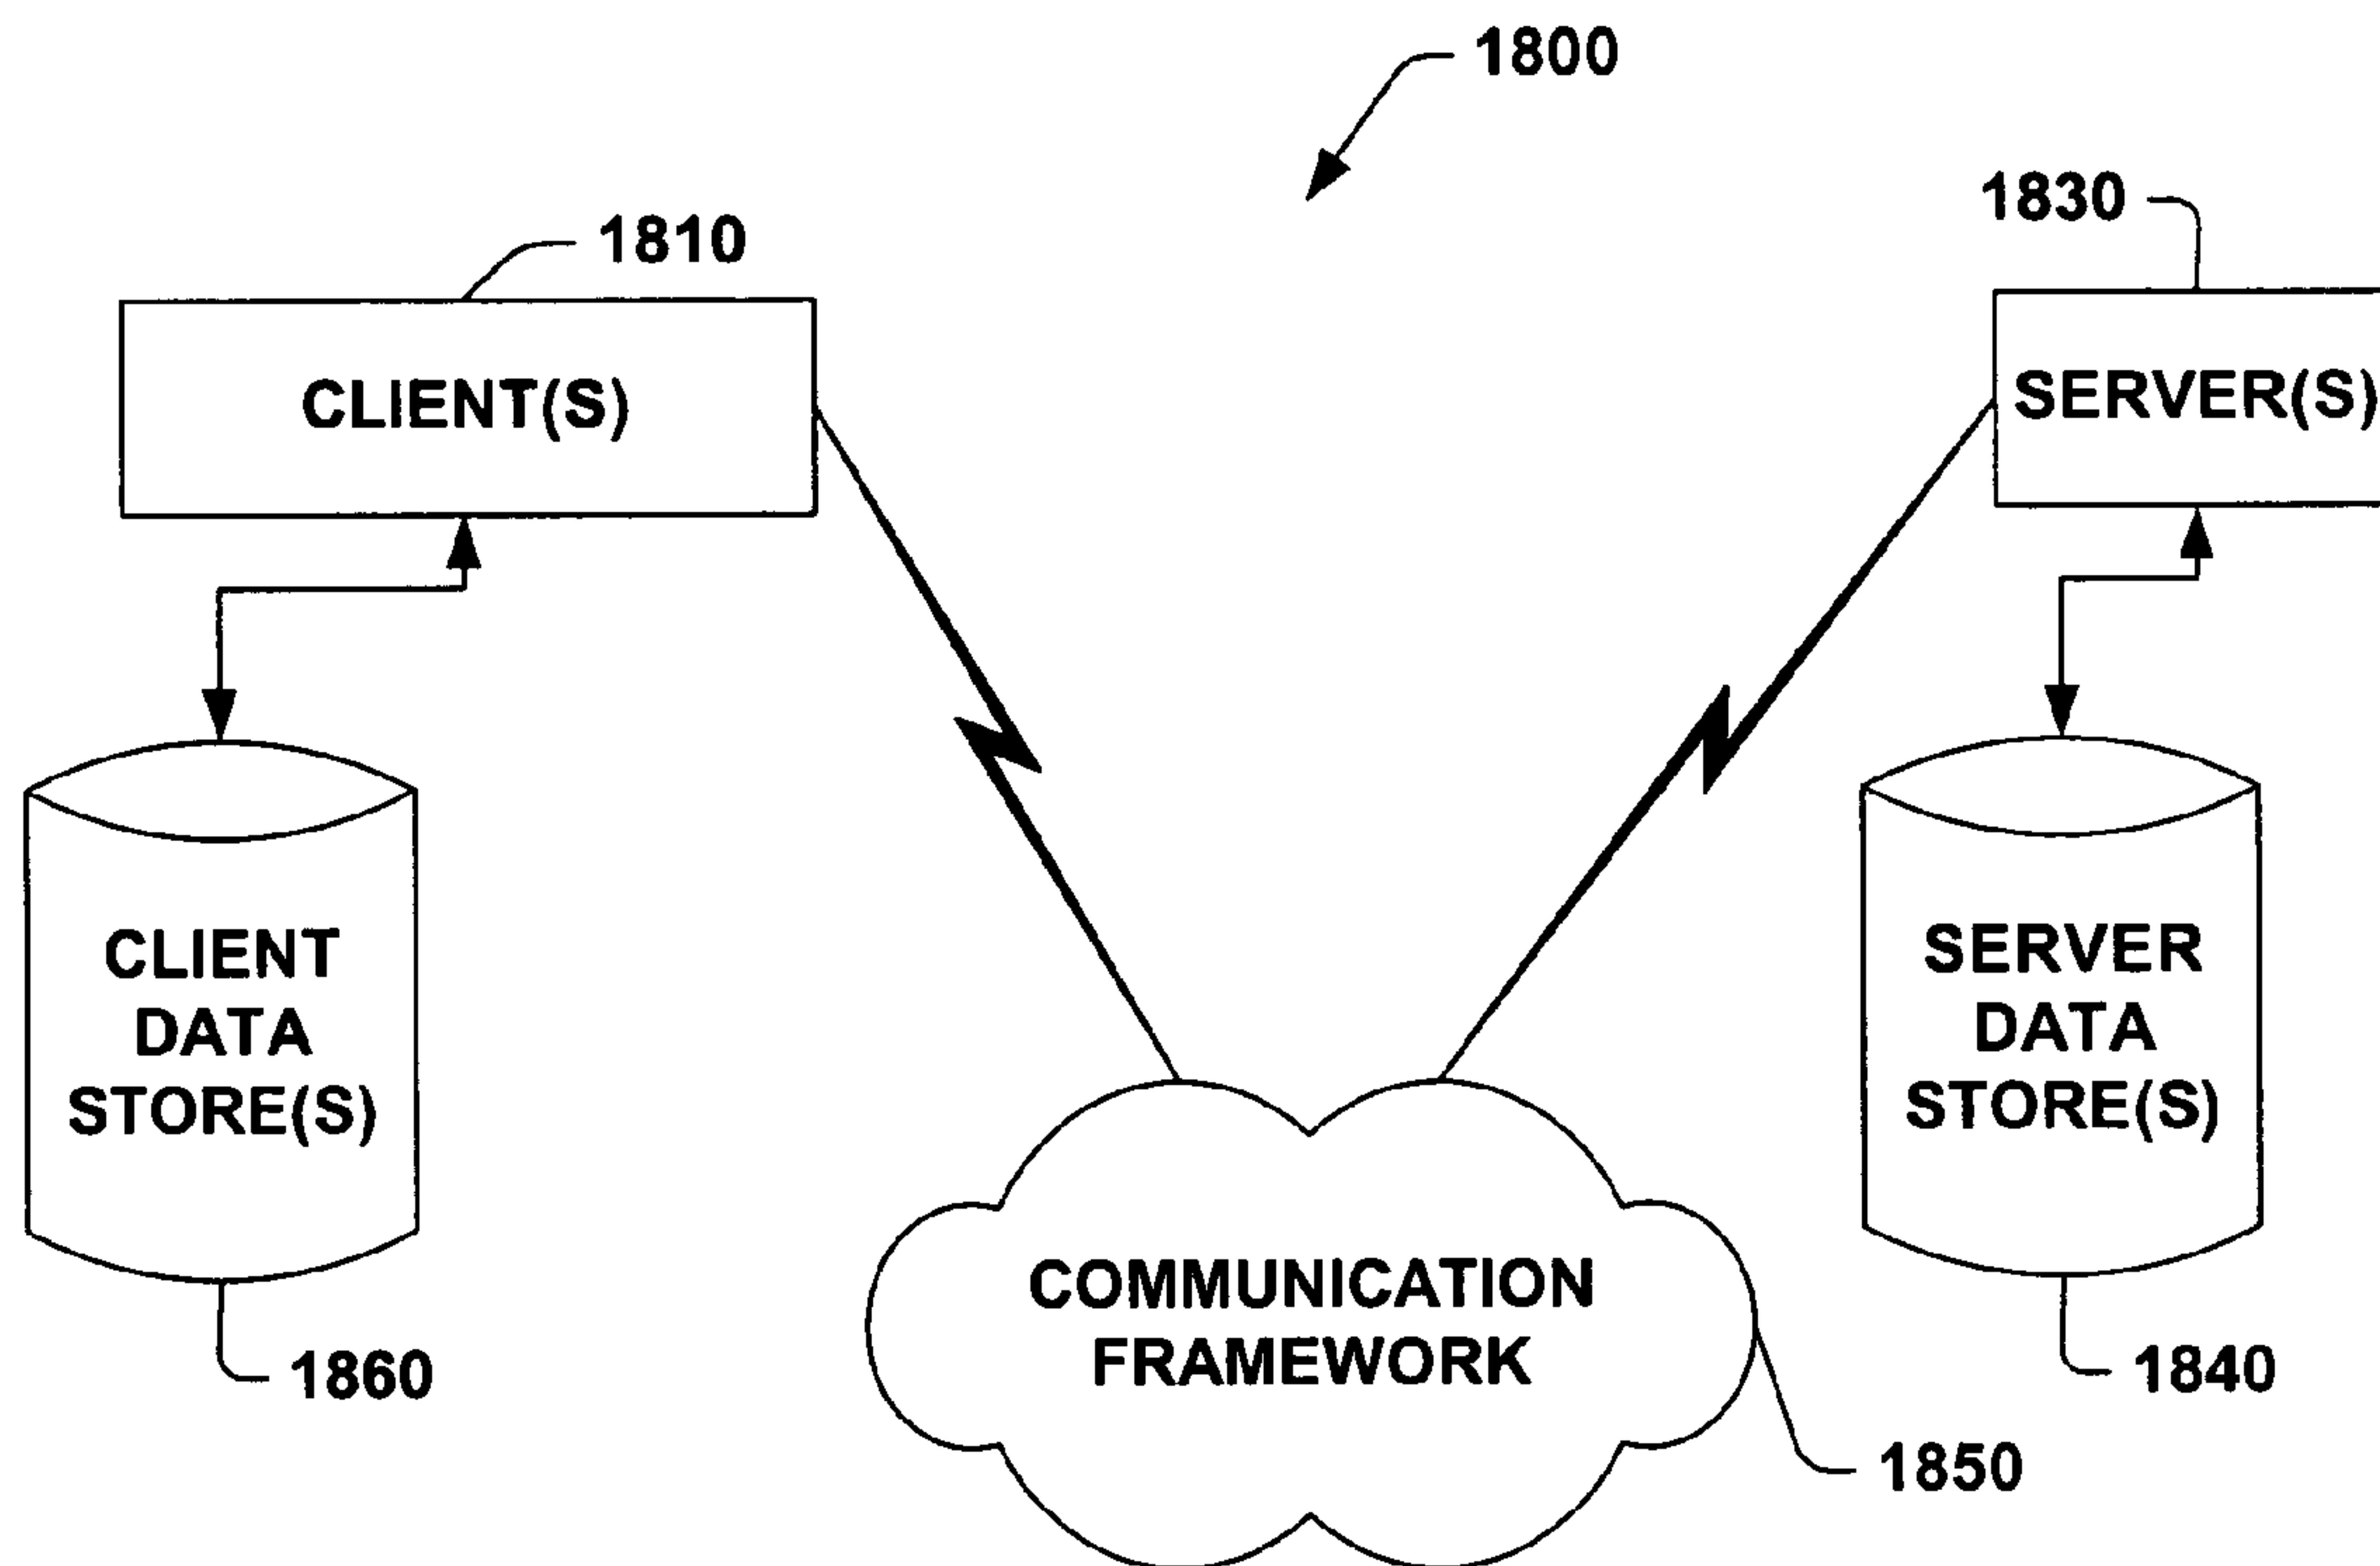 1800
1830
1810
CLIENT(S)
SERVER(S)
CLIENT
DATA
STORE(S)
SERVER
DATA
STORE(S)
COMMUNICATION
FRAMEWORK
1860
1840
1850